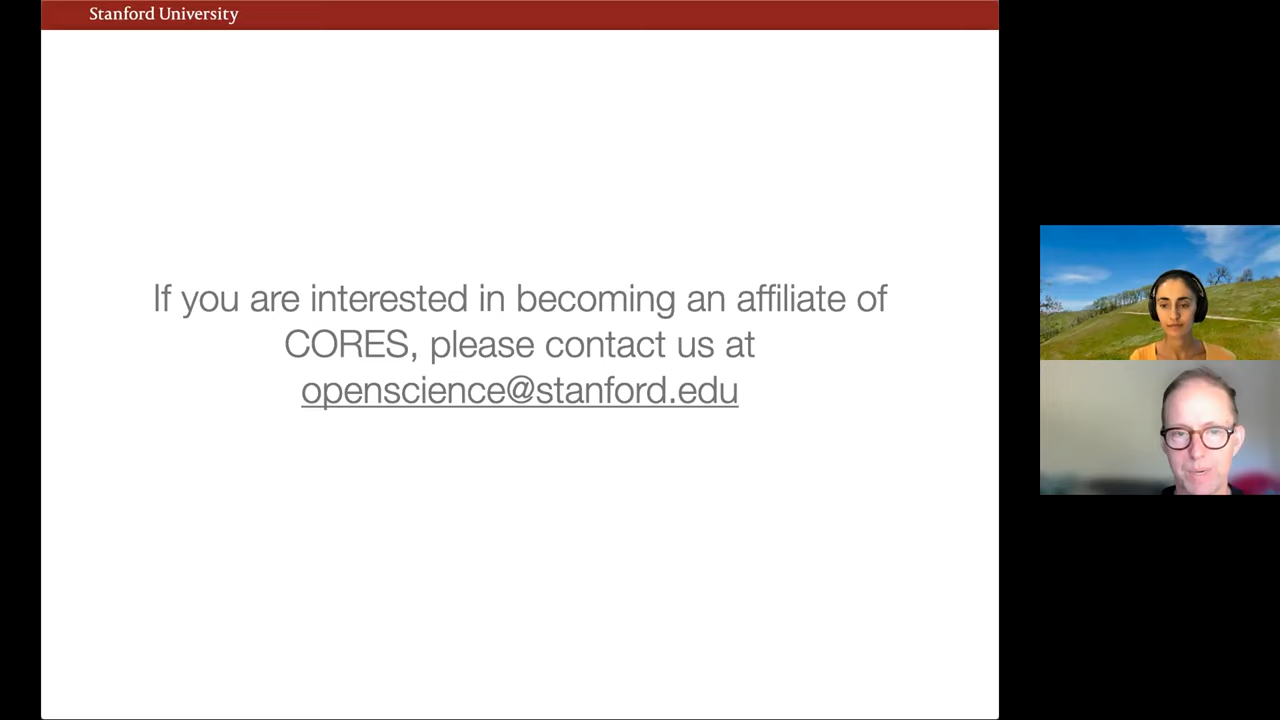 Stanford University
If you are interested in becoming an affiliate of
CORES, please contact us at
openscience@stanford.edu